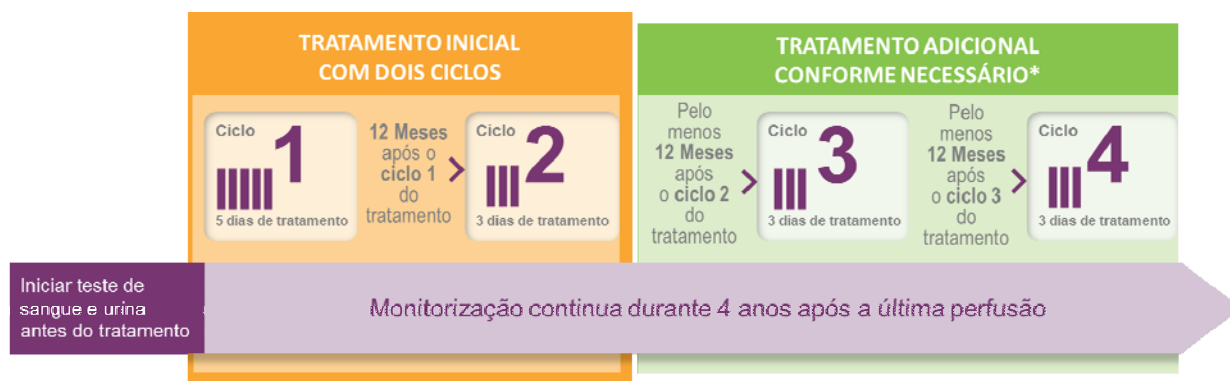 TRATAMENTO INICIAL
COM DOIS CICLOS
Ciclo
1
5 dias de tratamento
12 Meses
após o
ciclo 1
do
tratamento
Ciclo
2
3 dias de tratamento
TRATAMENTO ADICIONAL
CONFORME NECESSÁRIO*
Pelo
menos
12 Meses
após
o ciclo 2
do
tratamento
Ciclo
3
3 dias de tratamento
Pelo
menos
12 Meses
após
o ciclo 3
do
tratamento
Ciclo
4
3 dias de tratamento
Iniciar teste de
sangue e urina
antes do tratamento
Monitorização continua durante 4 anos após a última perfusão